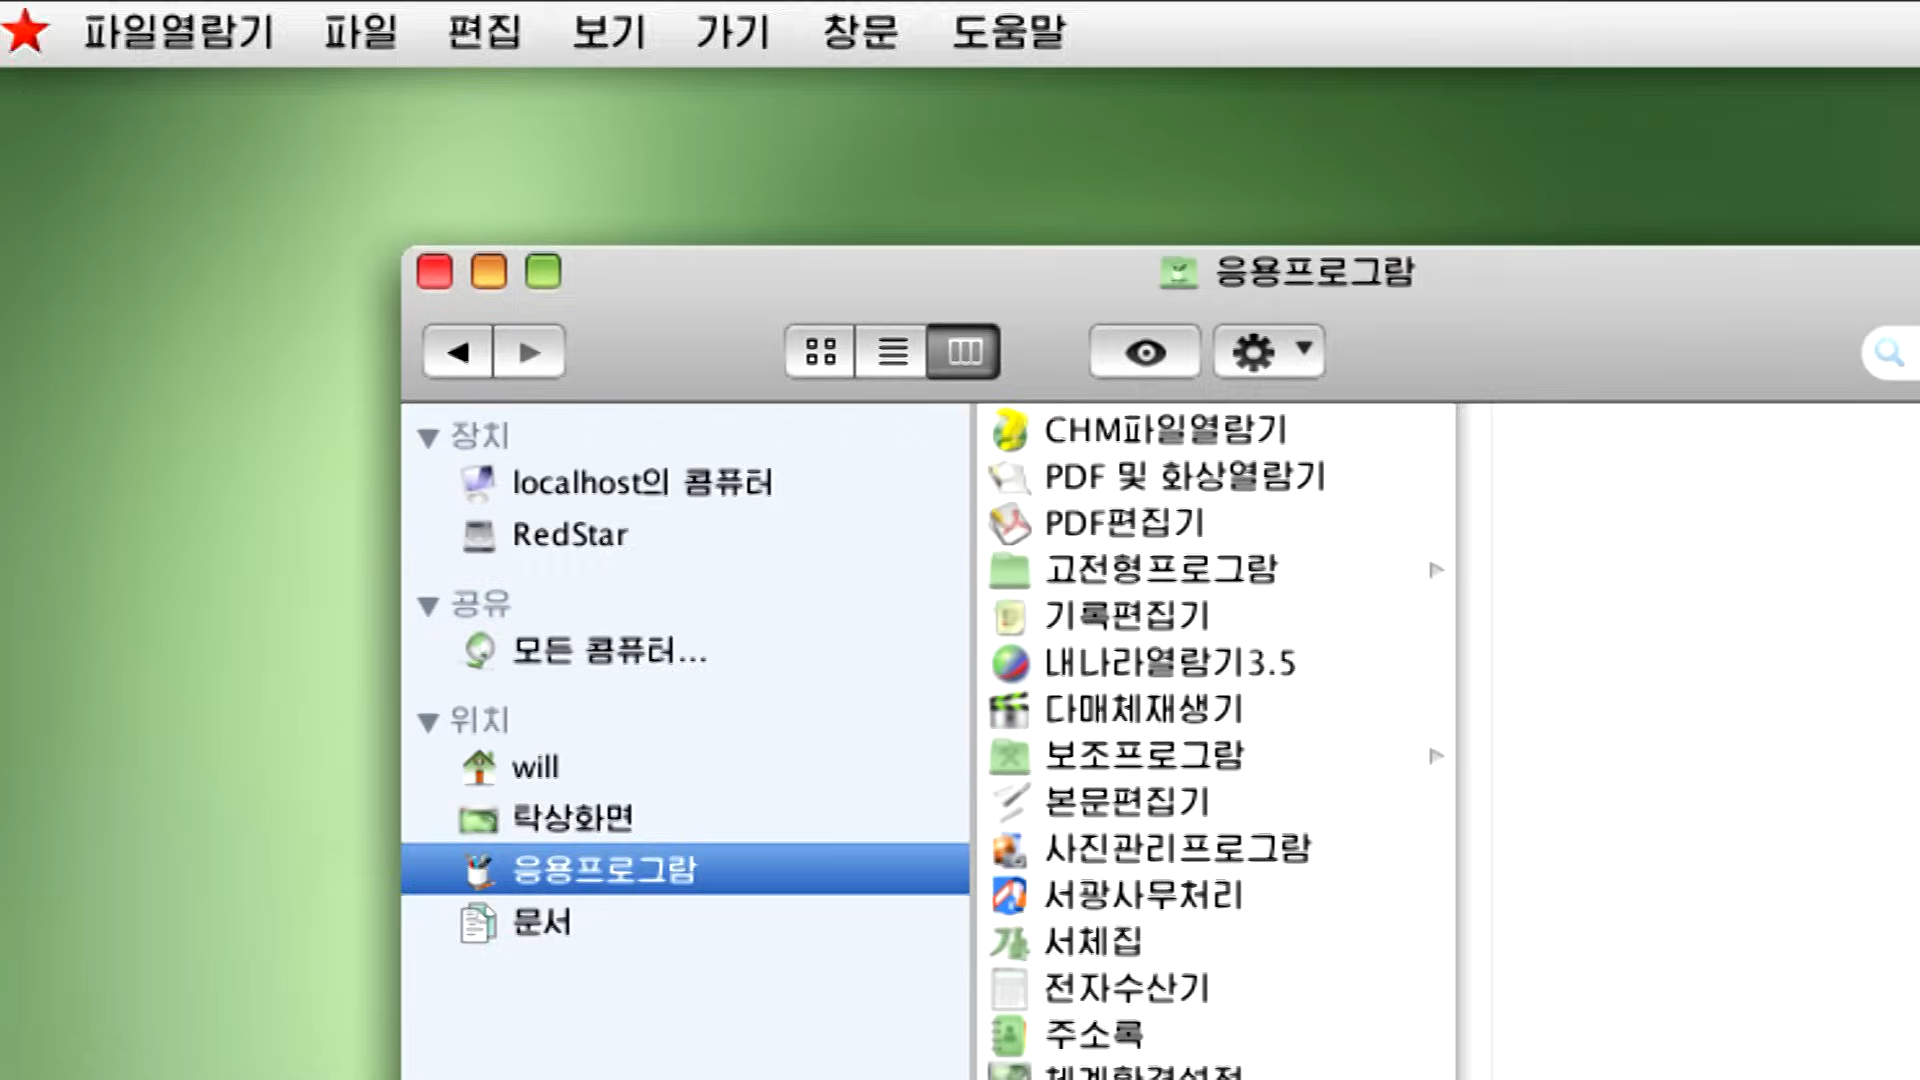 파일열람기 파일 편집 보기 가기 창문 도움말
응용프로그람
장치
localhost의 콤퓨터
RedStar
공유
모든 콤퓨터...
위치
will
탁상화면
응용프로그람
문서
CHM파일열람기
PDF 및 화상열람기
PDF편집기
고전형프로그람
기록편집기
내나라열람기3.5
다매체재생기
보조프로그람
본문편집기
사진관리프로그람
서광사무처리
서체집
전자수산기
주소록
체계환경설정